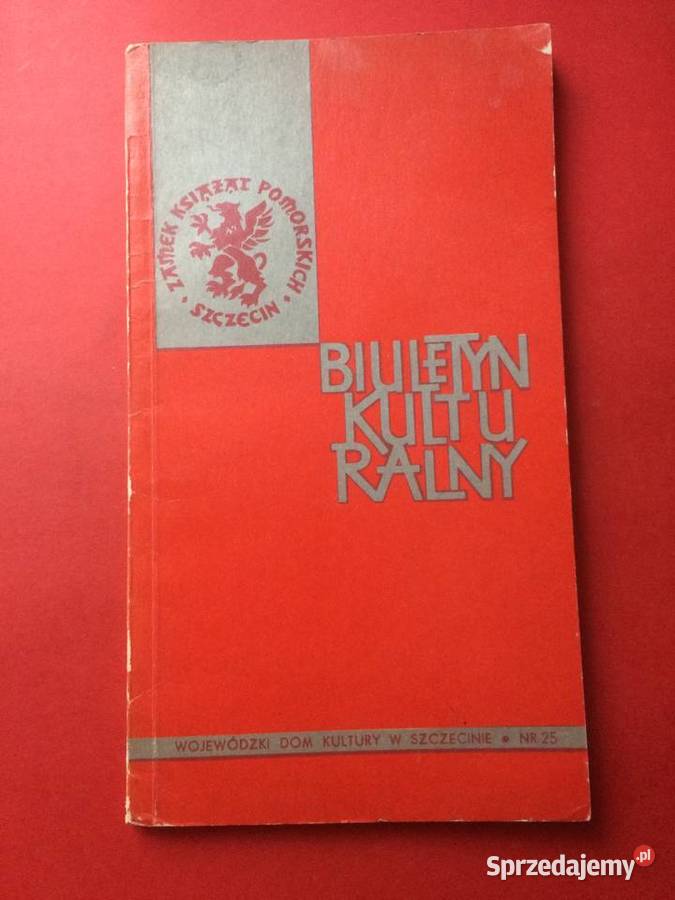 ZAMEK KSIĄŻĄT POMORSKICH
• SZCZECIN •
BIULETYN
KULTU
RALNY
WOJEWÓDZKI DOM KULTURY W SZCZECINIE • NR 25
Sprzedajemy.pl